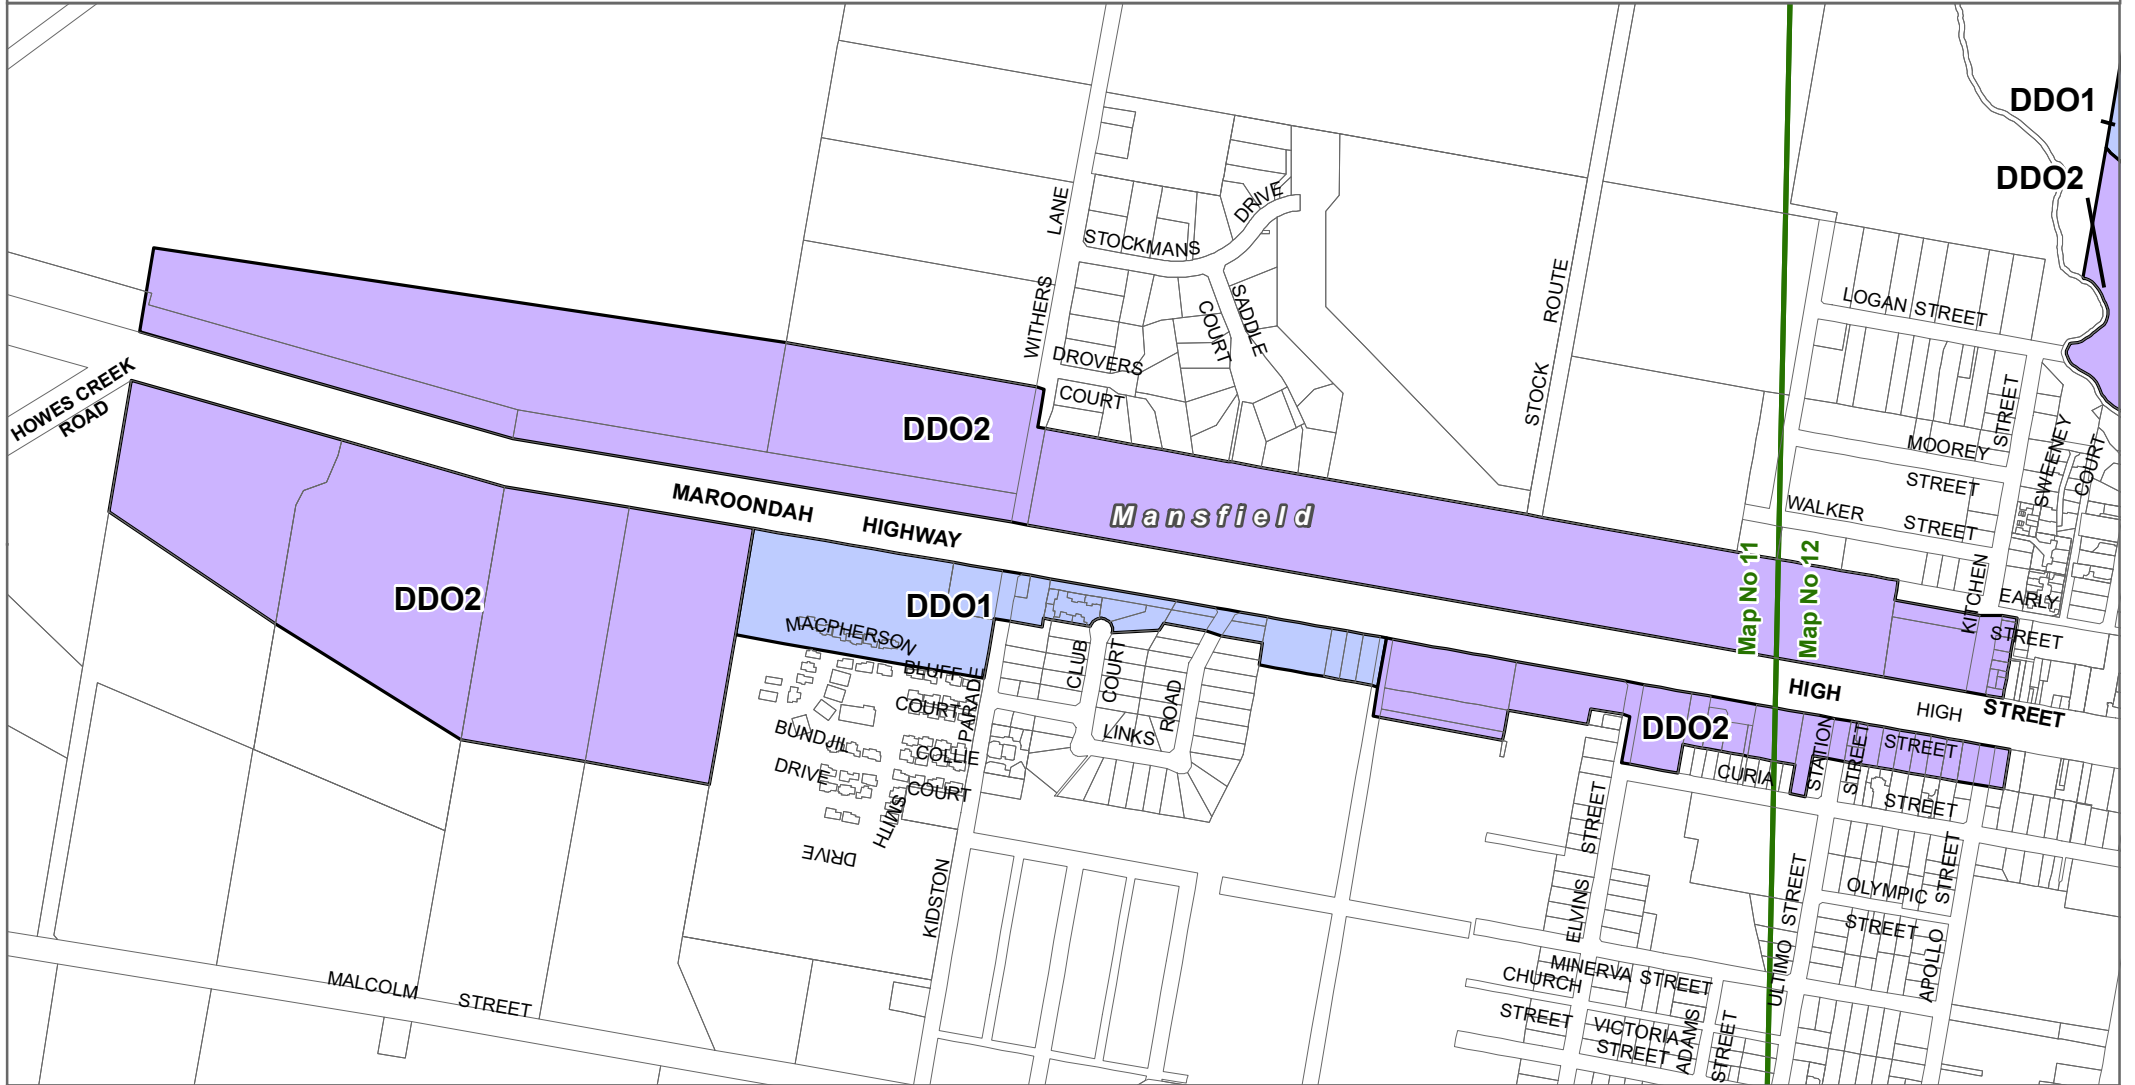 DDO1
DDO2
LANE
DRIVE
STOCKMANS
WITHERS
SADDLE
COURT
ROUTE
STOCK
LOGAN STREET
DROVERS
COURT
HOWES CREEK
ROAD
DDO2
MOOREY
STREET
STREET
SWEENEY
COURT
WALKER
STREET
MAROONDAH
HIGHWAY
Mansfield
Map No 11
Map No 12
KITCHEN
EARLY
STREET
DDO2
DDO1
MACPHERSON
BLUFF
COURT
PARADE
CLUB
COURT
ROAD
LINKS
BUNDJIL
DRIVE
COLLIE
COURT
SMITH
DRIVE
KIDSTON
HIGH
HIGH
STREET
STREET
DDO2
CURIA
STATION
STREET
STREET
STREET
ELVINS
ULTIMO
STREET
OLYMPIC
STREET
APOLLO
STREET
MINERVA STREET
CHURCH
STREET
VICTORIA
STREET
ADAMS
STREET
MALCOLM
STREET